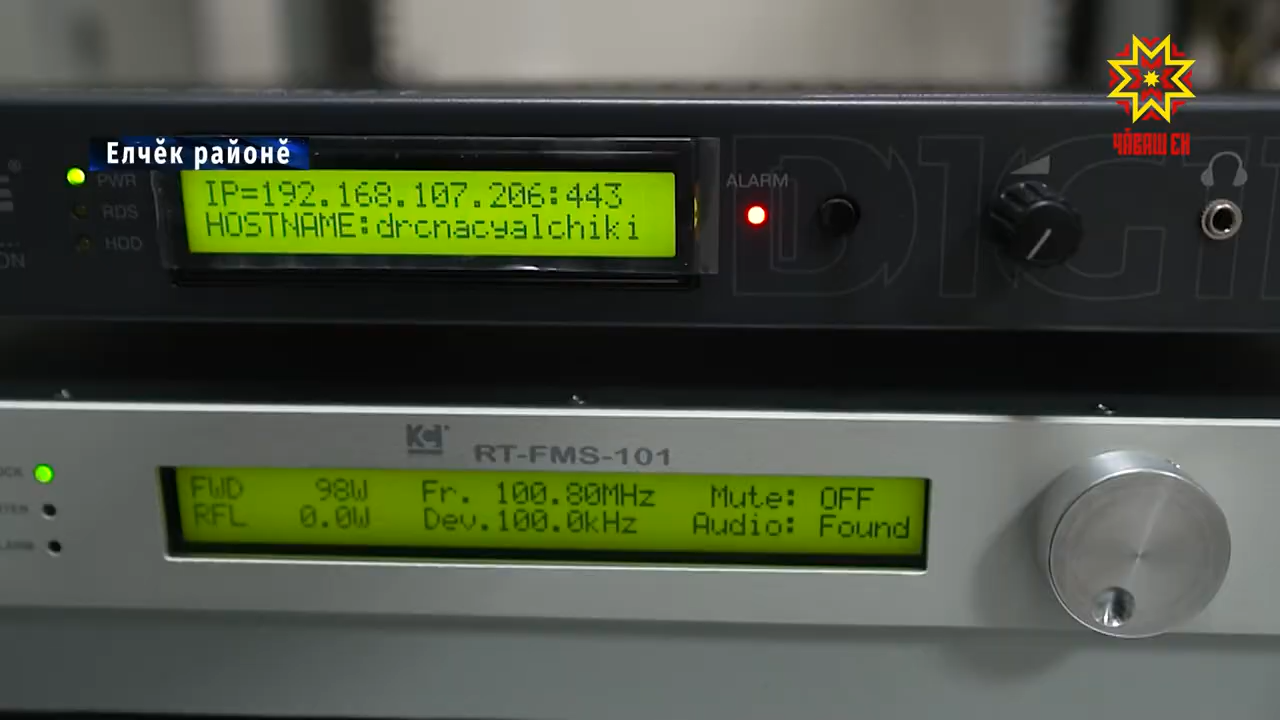 Елчӗк районӗ
ЧӐВАШ ЕН
PWR
RDS
HDD
IP=192.168.107.206:443
HOSTNAME:drcnacyalchiki
ALARM
RT-FMS-101
FWD 98W Fr. 100.80MHz Mute: OFF
RFL 0.0W Dev.100.0kHz Audio: Found